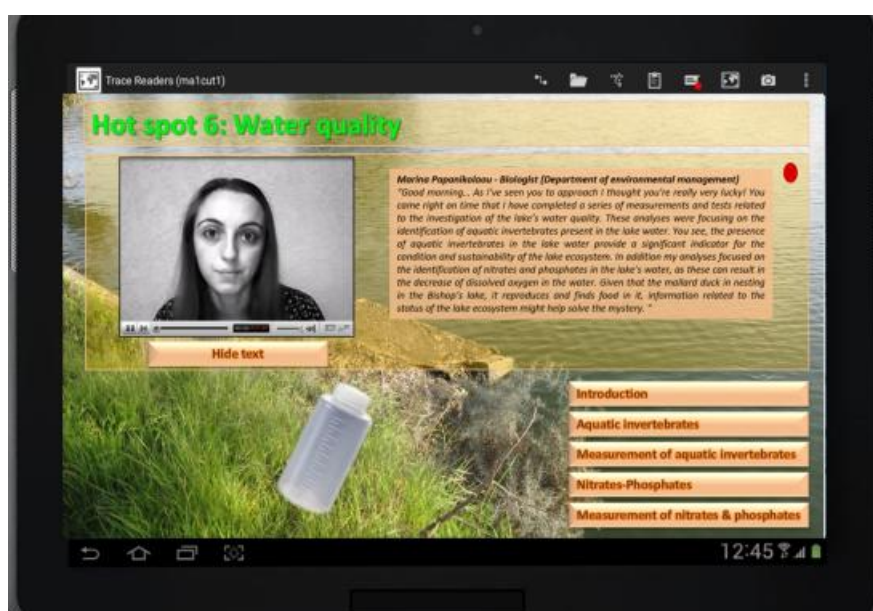 Trace Readers (ma1cut1)
Hot spot 6: Water quality
Marina Papanikolaou - Biologist (Department of environmental management)
"Good morning... As I've seen you to approach I thought you're really very lucky! You
came right on time that I have completed a series of measurements and tests related
to the investigation of the lake's water quality. These analyses were focusing on the
identification of aquatic invertebrates present in the lake water. You see, the presence
of aquatic invertebrates in the lake water provide a significant indicator for the
condition and sustainability of the lake ecosystem. In addition my analyses focused on
the identification of nitrates and phosphates in the lake's water, as these can result in
the decrease of dissolved oxygen in the water. Given that the mallard duck in nesting
in the Bishop's lake, it reproduces and finds food in it, information related to the
status of the lake ecosystem might help solve the mystery. "
Hide text
Introduction
Aquatic invertebrates
Measurement of aquatic invertebrates
Nitrates-Phosphates
Measurement of nitrates & phosphates
12:45